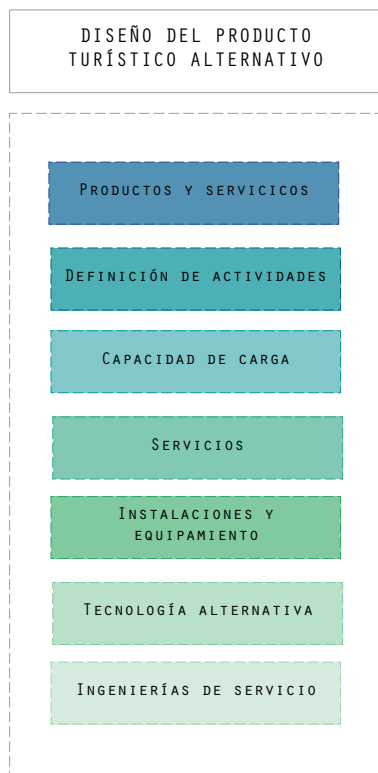 DISEÑO DEL PRODUCTO
TURÍSTICO ALTERNATIVO
PRODUCTOS Y SERVICICOS
DEFINICIÓN DE ACTIVIDADES
CAPACIDAD DE CARGA
SERVICIOS
INSTALACIONES Y
EQUIPAMIENTO
TECNOLOGÍA ALTERNATIVA
INGENIERÍAS DE SERVICIO